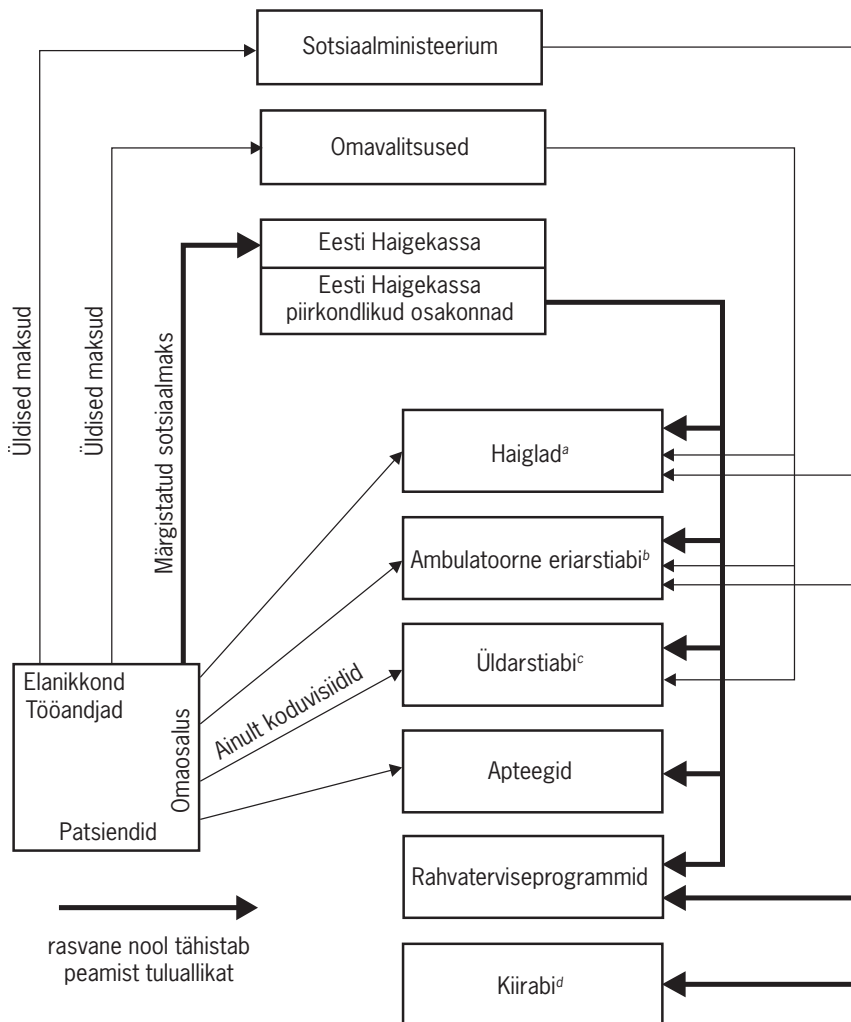 Sotsiaalministeerium
Omavalitsused
Eesti Haigekassa
Eesti Haigekassa
piirkondlikud osakonnad
Üldised maksud
Üldised maksud
Märgistatud sotsiaalmaks
Haiglad^a
Ambulatoorne eriarstiabi^b
Üldarstiabi^c
Apteegid
Rahvaterviseprogrammid
Kiirabi^d
Elanikkond
Tööandjad
Omaosalus
Patsiendid
Ainult koduvisiidid
rasvane nool tähistab
peamist tuluallikat